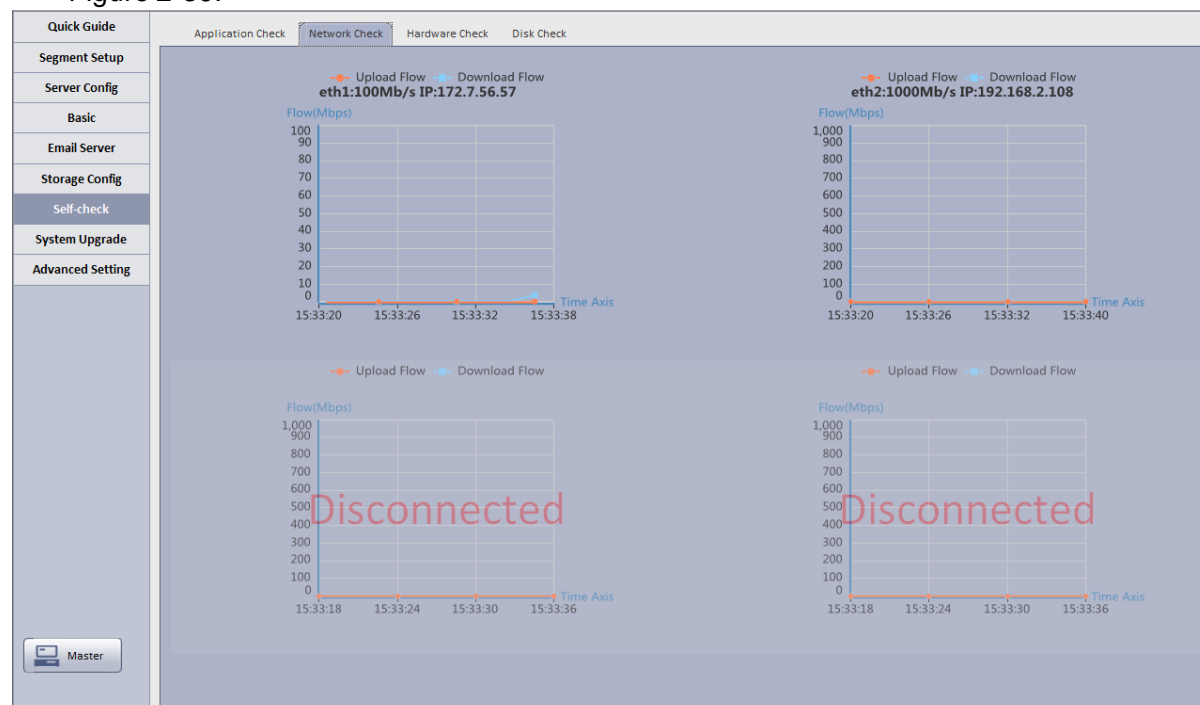 Quick Guide
Segment Setup
Server Config
Basic
Email Server
Storage Config
Self-check
System Upgrade
Advanced Setting
Master
Application Check Network Check Hardware Check Disk Check
Upload Flow Download Flow
eth1:100Mb/s IP:172.7.56.57
Flow(Mbps)
100
90
80
70
60
50
40
30
20
10
0
Time Axis
15:33:20 15:33:26 15:33:32 15:33:38
Upload Flow Download Flow
eth2:1000Mb/s IP:192.168.2.108
Flow(Mbps)
1,000
900
800
700
600
500
400
300
200
100
0
Time Axis
15:33:20 15:33:26 15:33:32 15:33:40
Upload Flow Download Flow
Flow(Mbps)
1,000
900
800
700
600
500
400
300
200
100
0
Disconnected
Time Axis
15:33:18 15:33:24 15:33:30 15:33:36
Upload Flow Download Flow
Flow(Mbps)
1,000
900
800
700
600
500
400
300
200
100
0
Disconnected
Time Axis
15:33:18 15:33:24 15:33:30 15:33:36